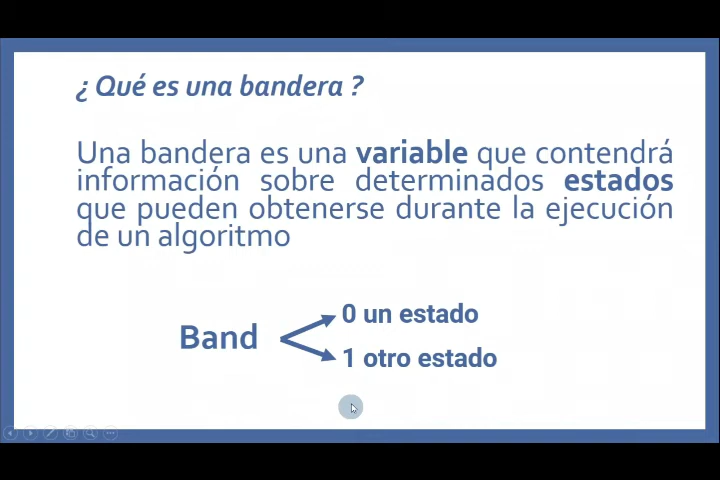 ¿ Qué es una bandera ?
Una bandera es una variable que contendrá
información sobre determinados estados
que pueden obtenerse durante la ejecución
de un algoritmo
0 un estado
Band
1 otro estado